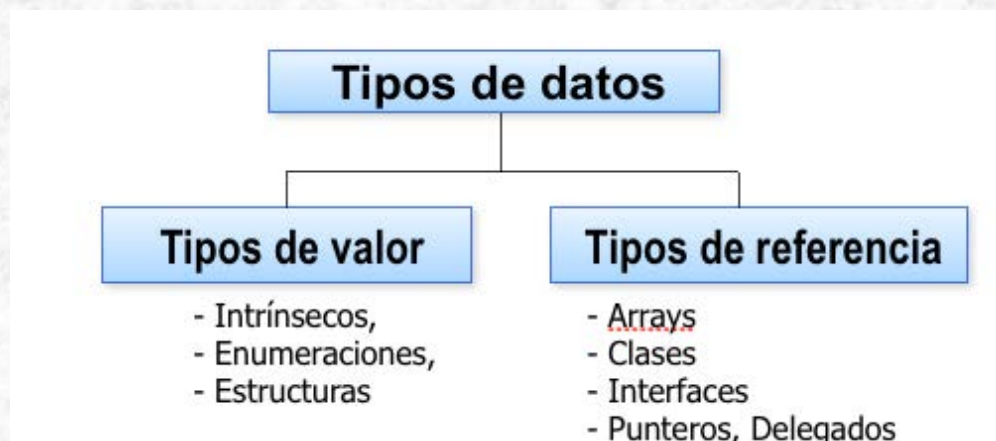 Tipos de datos
Tipos de valor
- Intrínsecos,
- Enumeraciones,
- Estructuras
Tipos de referencia
- Arrays
- Clases
- Interfaces
- Punteros, Delegados